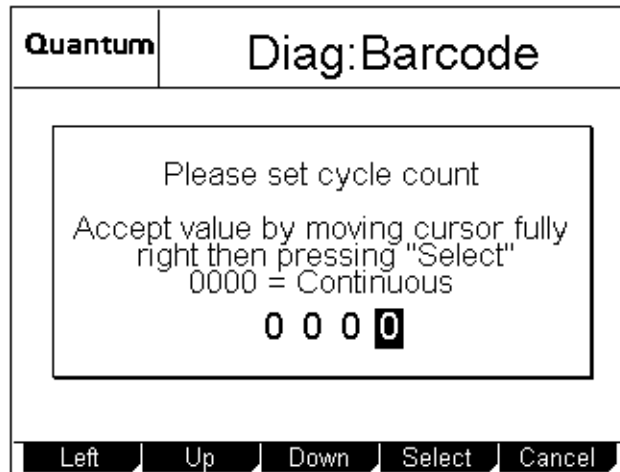 Quantum
Diag:Barcode
Please set cycle count
Accept value by moving cursor fully
right then pressing "Select"
0000 = Continuous
0 0 0 0
Left Up Down Select Cancel